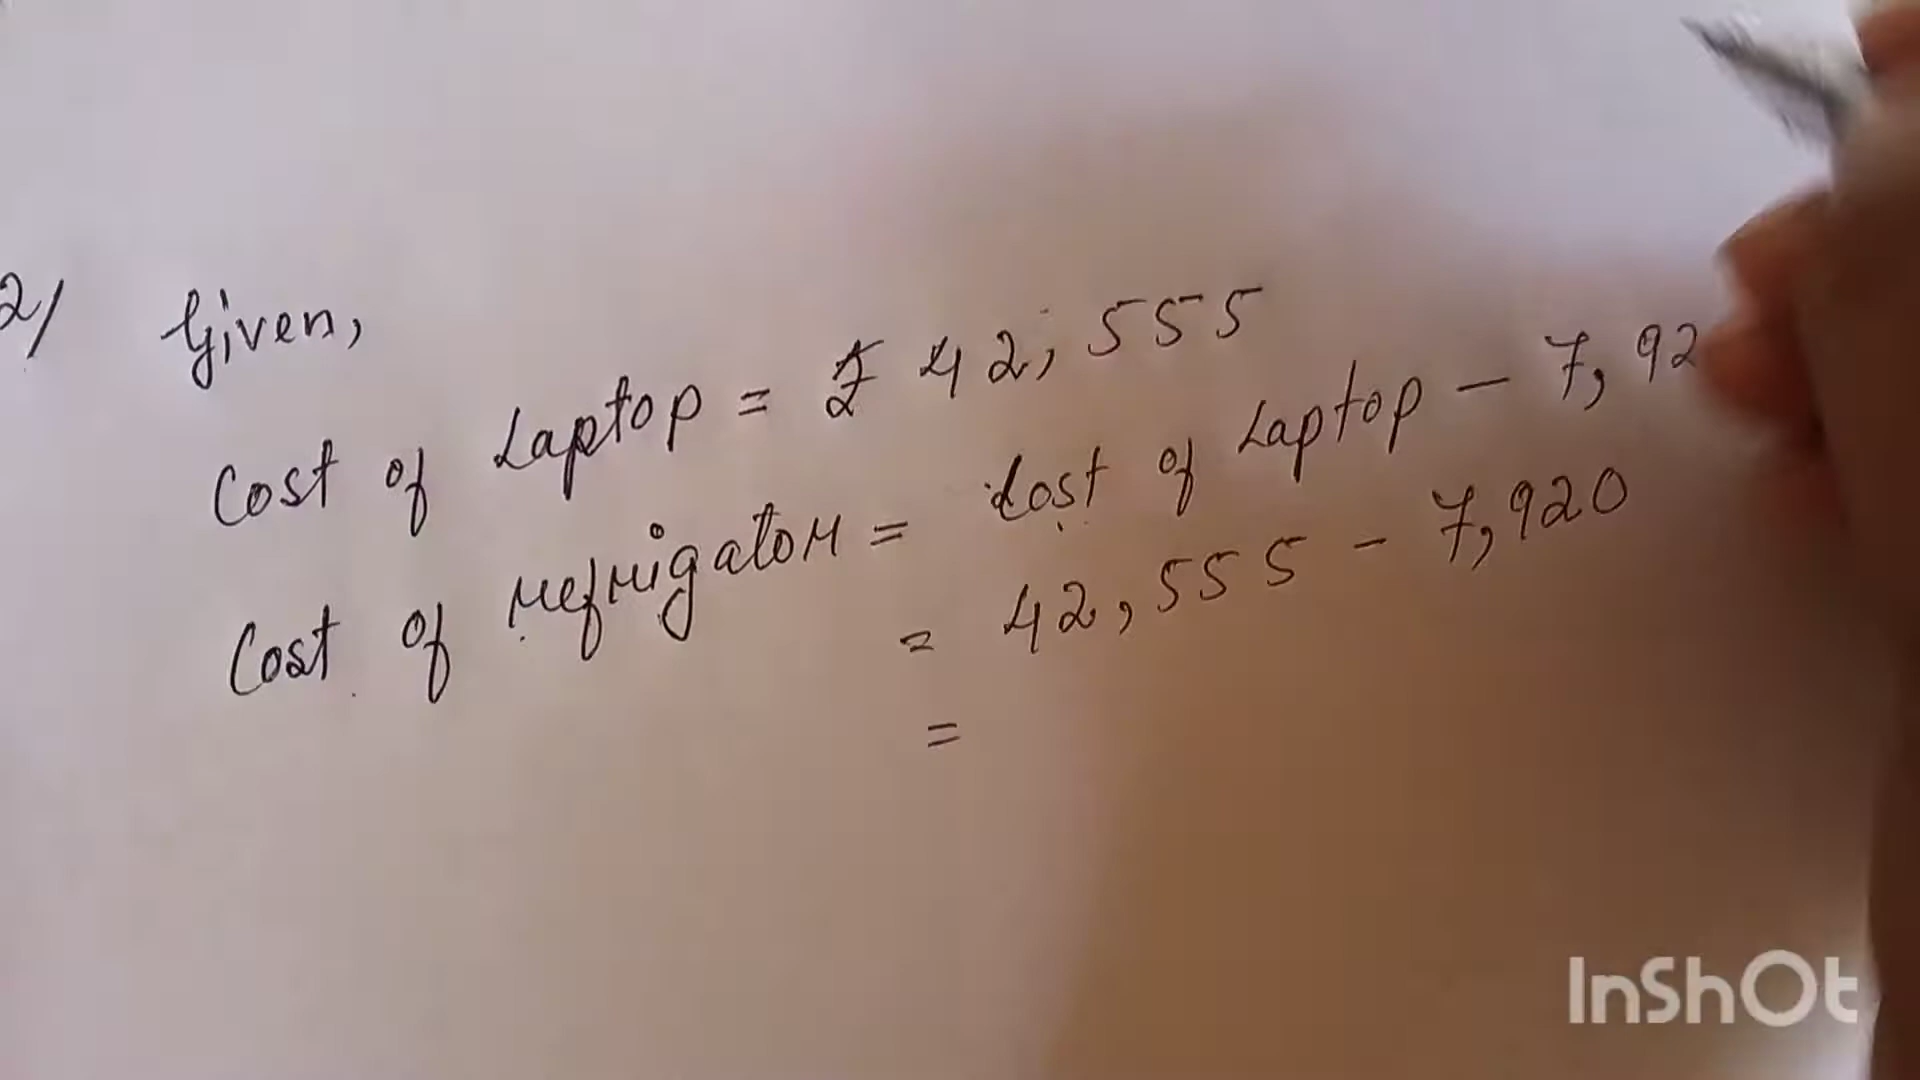 2/ Given,
Cost of Laptop = ₹ 42,555
Cost of refrigator = Cost of Laptop - 7,92
= 42,555 - 7,920
=
InShOt